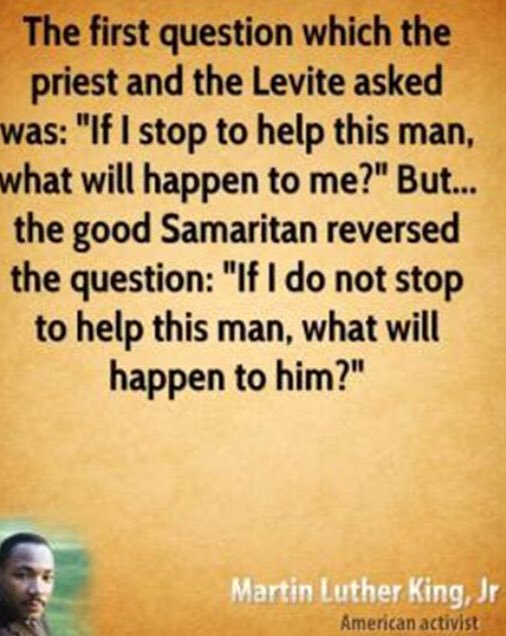 The first question which the
priest and the Levite asked
was: "If I stop to help this man,
what will happen to me?" But...
the good Samaritan reversed
the question: "If I do not stop
to help this man, what will
happen to him?"
Martin Luther King, Jr
American activist